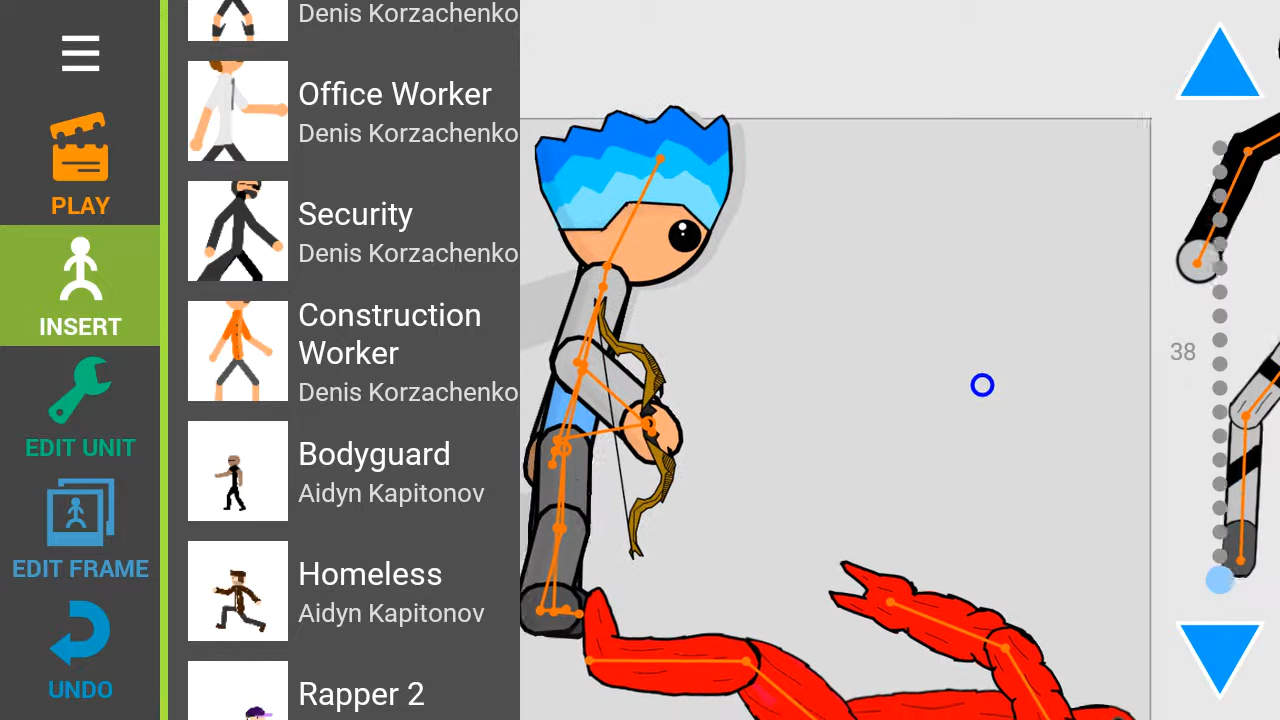 PLAY
INSERT
EDIT UNIT
EDIT FRAME
UNDO
Denis Korzachenko
Office Worker
Denis Korzachenko
Security
Denis Korzachenko
Construction
Worker
Denis Korzachenko
Bodyguard
Aidyn Kapitonov
Homeless
Aidyn Kapitonov
Rapper 2
38